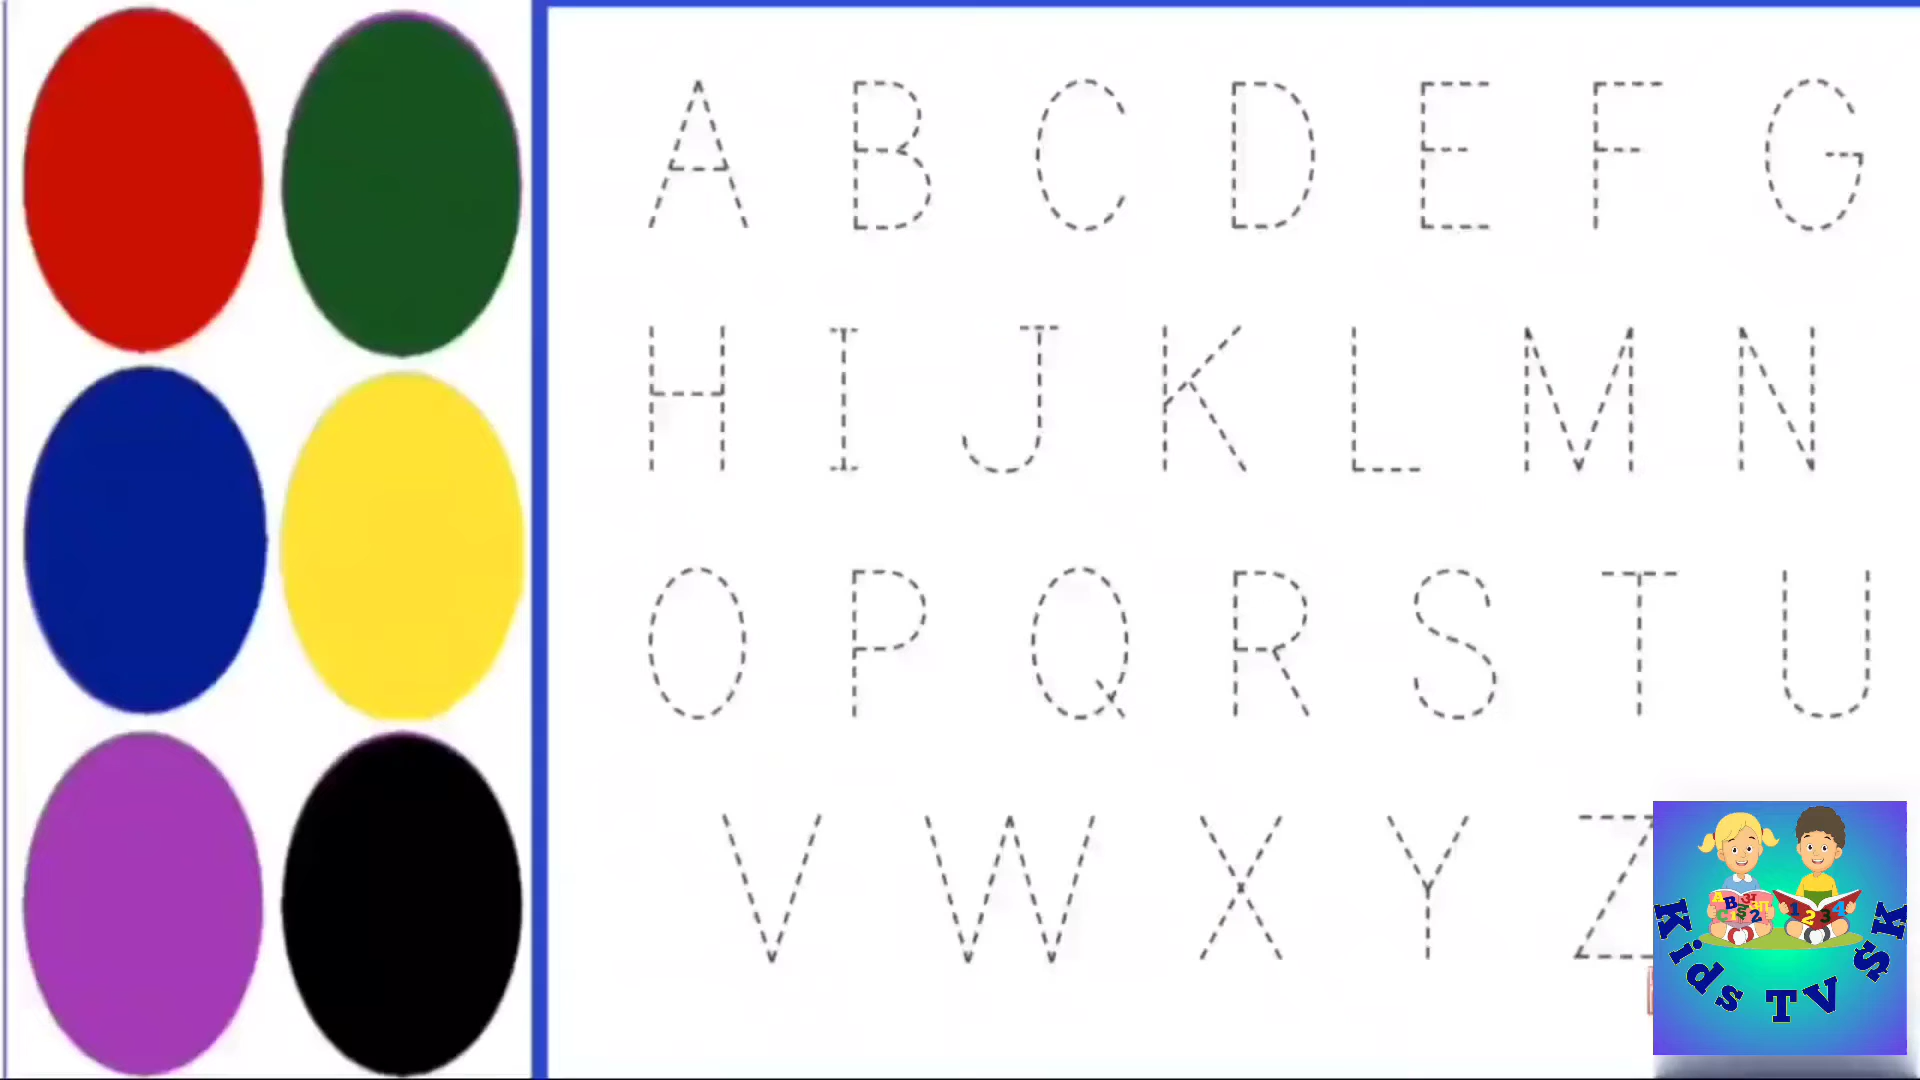 A B C D E F G
H I J K L M N
O P Q R S T U
V W X Y Z
Kids TV SK